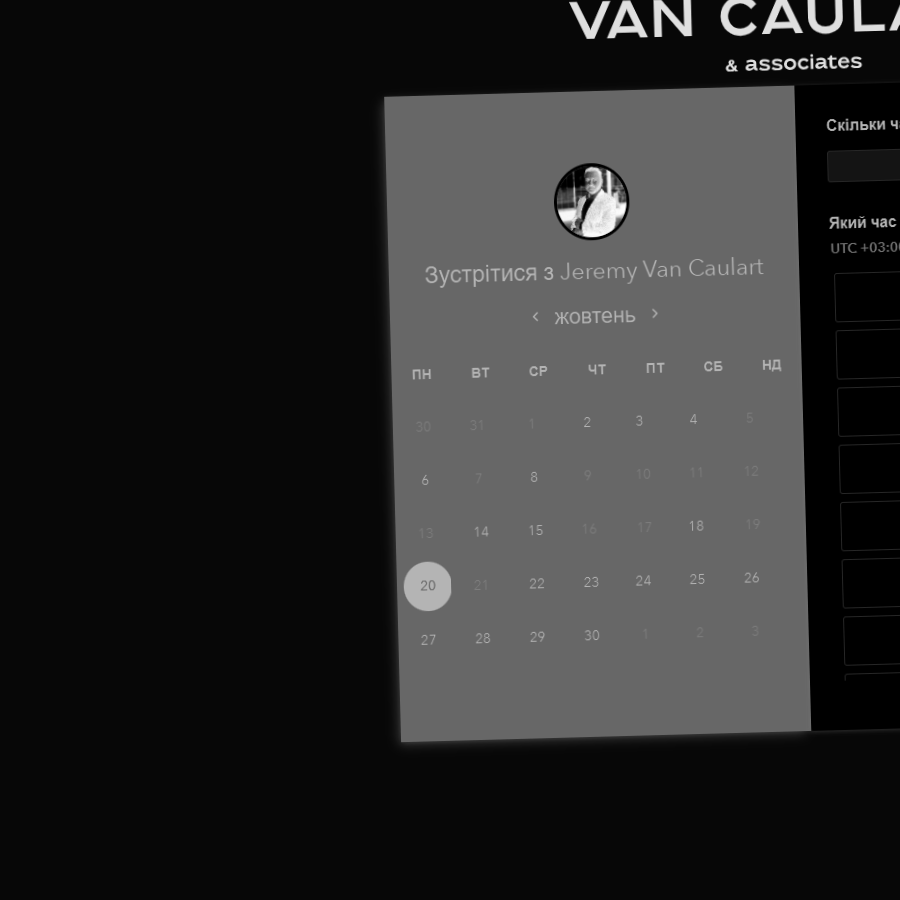 VAN CAULA
& associates
Зустрітися з Jeremy Van Caulart
жовтень
ПН ВТ СР ЧТ ПТ СБ НД
30 31 1 2 3 4 5
6 7 8 9 10 11 12
13 14 15 16 17 18 19
20 21 22 23 24 25 26
27 28 29 30 1 2 3
Скільки ч
Який час
UTC +03:00